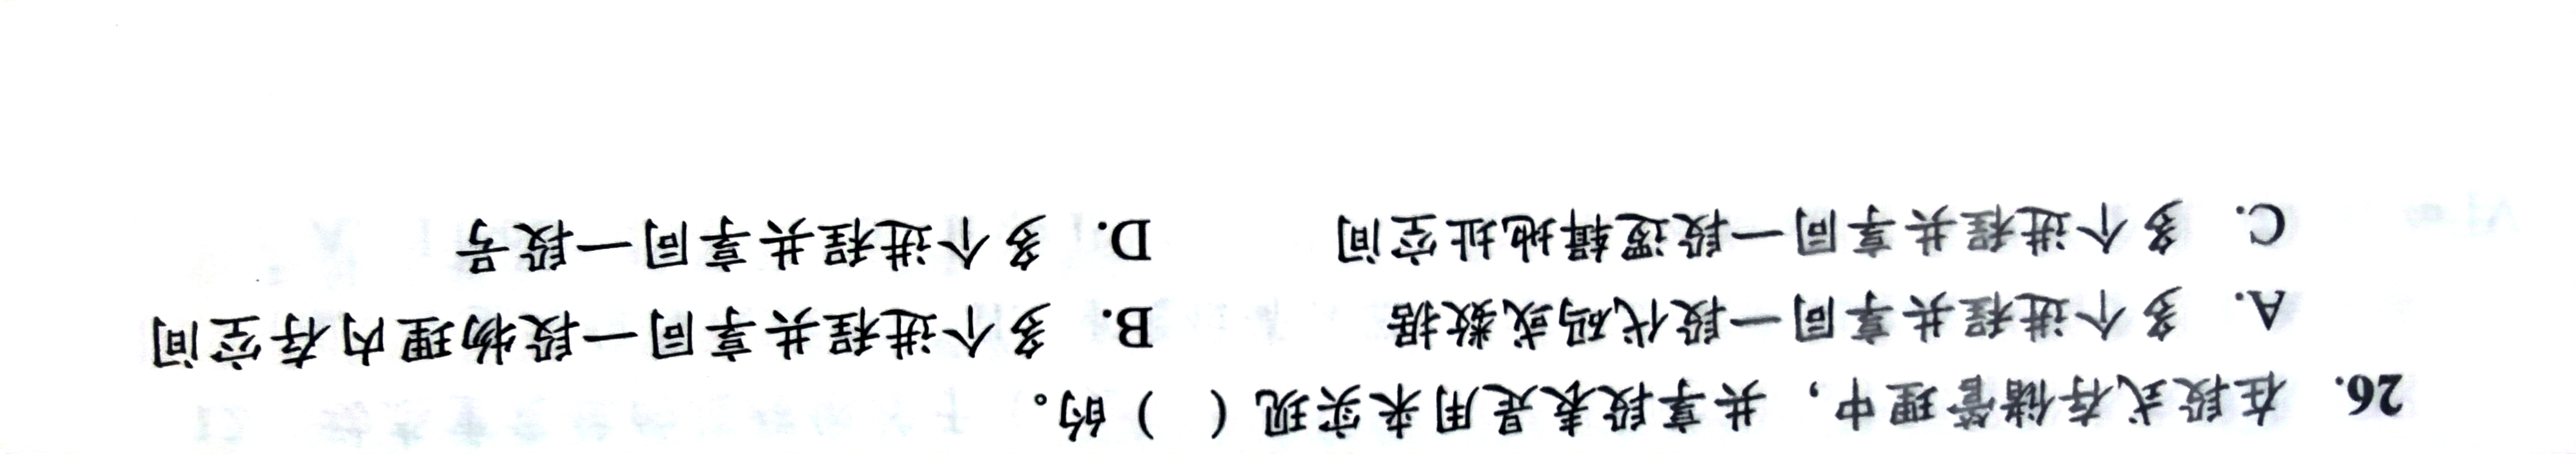 26. 在段式存储管理中，共享段表是用来实现（ ）的。
A. 多个进程共享同一段代码或数据 B. 多个进程共享同一段物理内存空间
C. 多个进程共享同一段逻辑地址空间 D. 多个进程共享同一段号